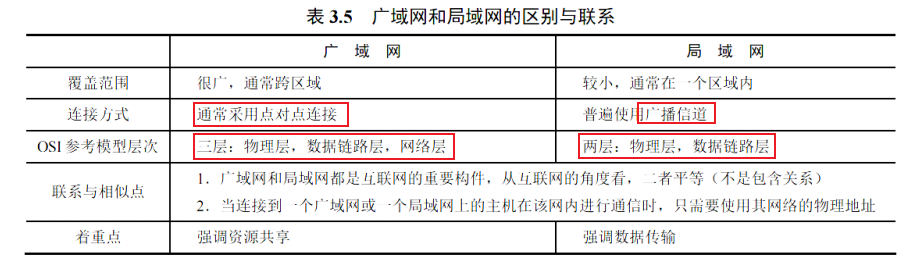 表 3.5 广域网和局域网的区别与联系
广 域 网 局 域 网
覆盖范围 很广，通常跨区域 较小，通常在一个区域内
连接方式 通常采用点对点连接 普遍使用广播信道
OSI 参考模型层次 三层：物理层，数据链路层，网络层 两层：物理层，数据链路层
1．广域网和局域网都是互联网的重要构件，从互联网的角度看，二者平等（不是包含关系）
联系与相似点
2．当连接到一个广域网或一个局域网上的主机在该网内进行通信时，只需要使用其网络的物理地址
着重点 强调资源共享 强调数据传输